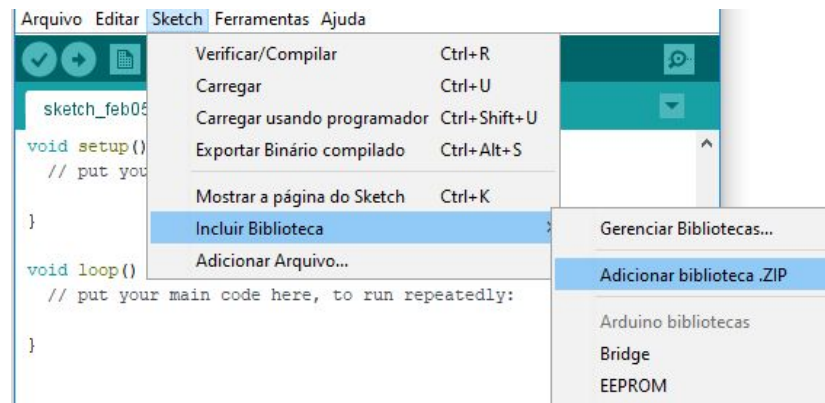 Arquivo Editar Sketch Ferramentas Ajuda
Verificar/Compilar Ctrl+R
Carregar Ctrl+U
Carregar usando programador Ctrl+Shift+U
Exportar Binário compilado Ctrl+Alt+S
Mostrar a página do Sketch Ctrl+K
Incluir Biblioteca
Adicionar Arquivo...
Gerenciar Bibliotecas...
Adicionar biblioteca .ZIP
Arduino bibliotecas
Bridge
EEPROM
sketch_feb05
void setup()
// put you
}
void loop()
// put your main code here, to run repeatedly:
}